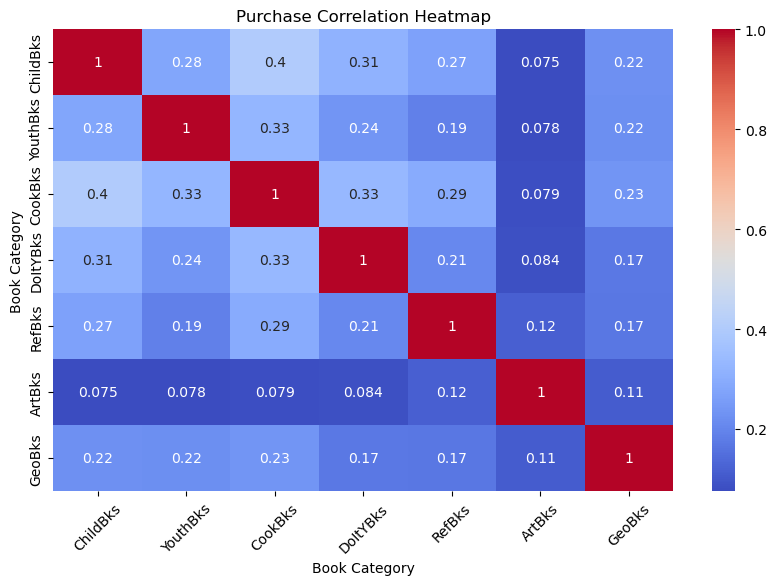 Purchase Correlation Heatmap
ChildBks 1 0.28 0.4 0.31 0.27 0.075 0.22
YouthBks 0.28 1 0.33 0.24 0.19 0.078 0.22
CookBks 0.4 0.33 1 0.33 0.29 0.079 0.23
DoItYBks 0.31 0.24 0.33 1 0.21 0.084 0.17
RefBks 0.27 0.19 0.29 0.21 1 0.12 0.17
ArtBks 0.075 0.078 0.079 0.084 0.12 1 0.11
GeoBks 0.22 0.22 0.23 0.17 0.17 0.11 1
Book Category
ChildBks YouthBks CookBks DoItYBks RefBks ArtBks GeoBks
Book Category
1.0
0.8
0.6
0.4
0.2